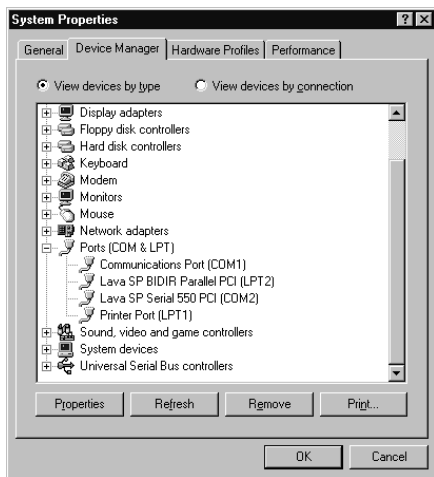 System Properties
General Device Manager Hardware Profiles Performance
View devices by type View devices by connection
Display adapters
Floppy disk controllers
Hard disk controllers
Keyboard
Modem
Monitors
Mouse
Network adapters
Ports (COM & LPT)
Communications Port (COM1)
Lava SP BIDIR Parallel PCI (LPT2)
Lava SP Serial 550 PCI (COM2)
Printer Port (LPT1)
Sound, video and game controllers
System devices
Universal Serial Bus controllers
Properties Refresh Remove Print...
OK Cancel